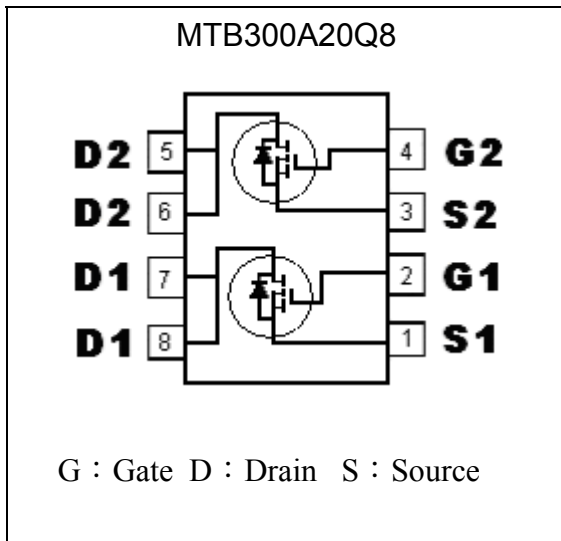 MTB300A20Q8
D2 5 4 G2
D2 6 3 S2
D1 7 2 G1
D1 8 1 S1
G：Gate D：Drain S：Source